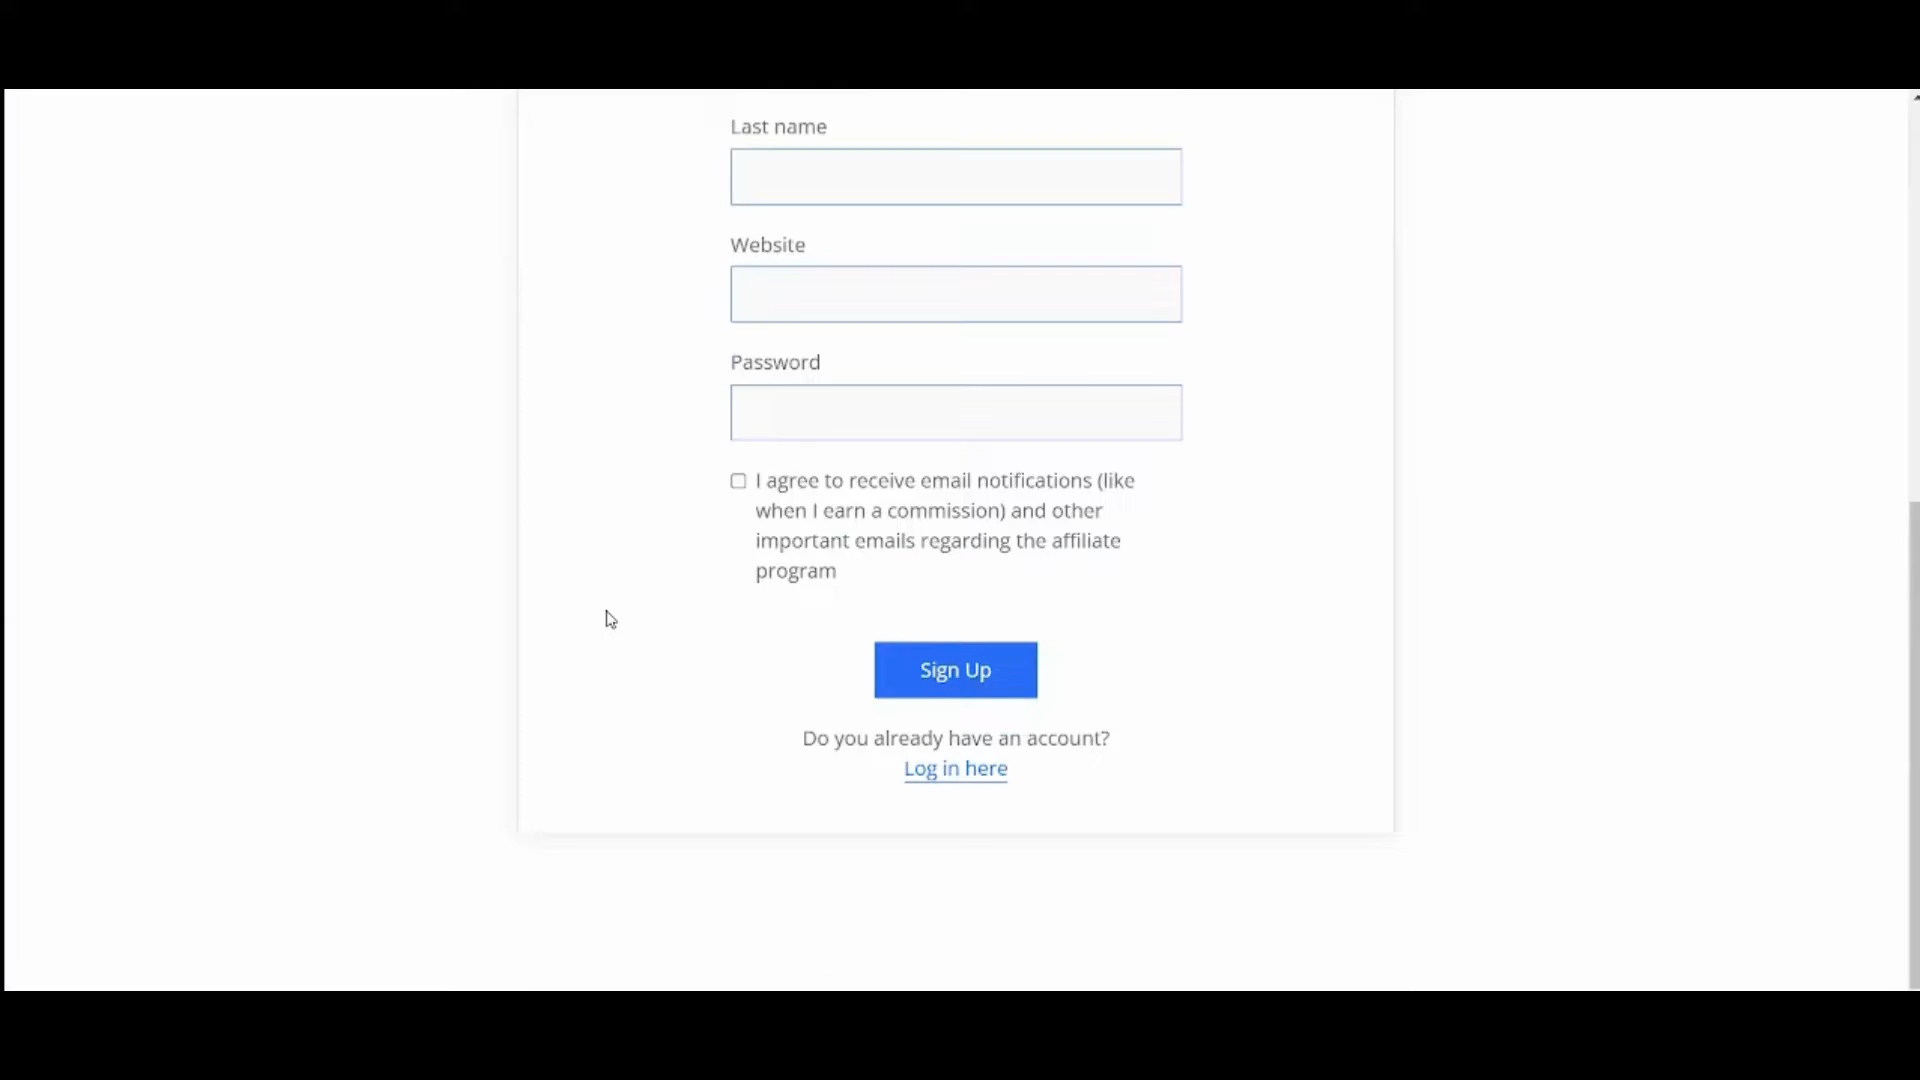 Last name
Website
Password
I agree to receive email notifications (like
when I earn a commission) and other
important emails regarding the affiliate
program
Sign Up
Do you already have an account?
Log in here